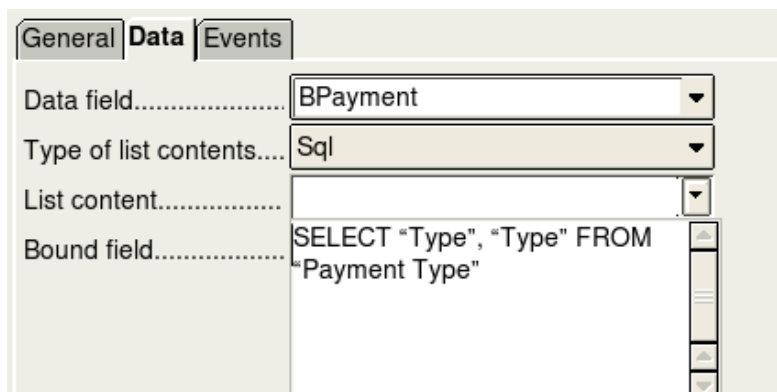 General Data Events
Data field..................... BPayment
Type of list contents.... Sql
List content.................
Bound field................... SELECT “Type”, “Type” FROM
“Payment Type”